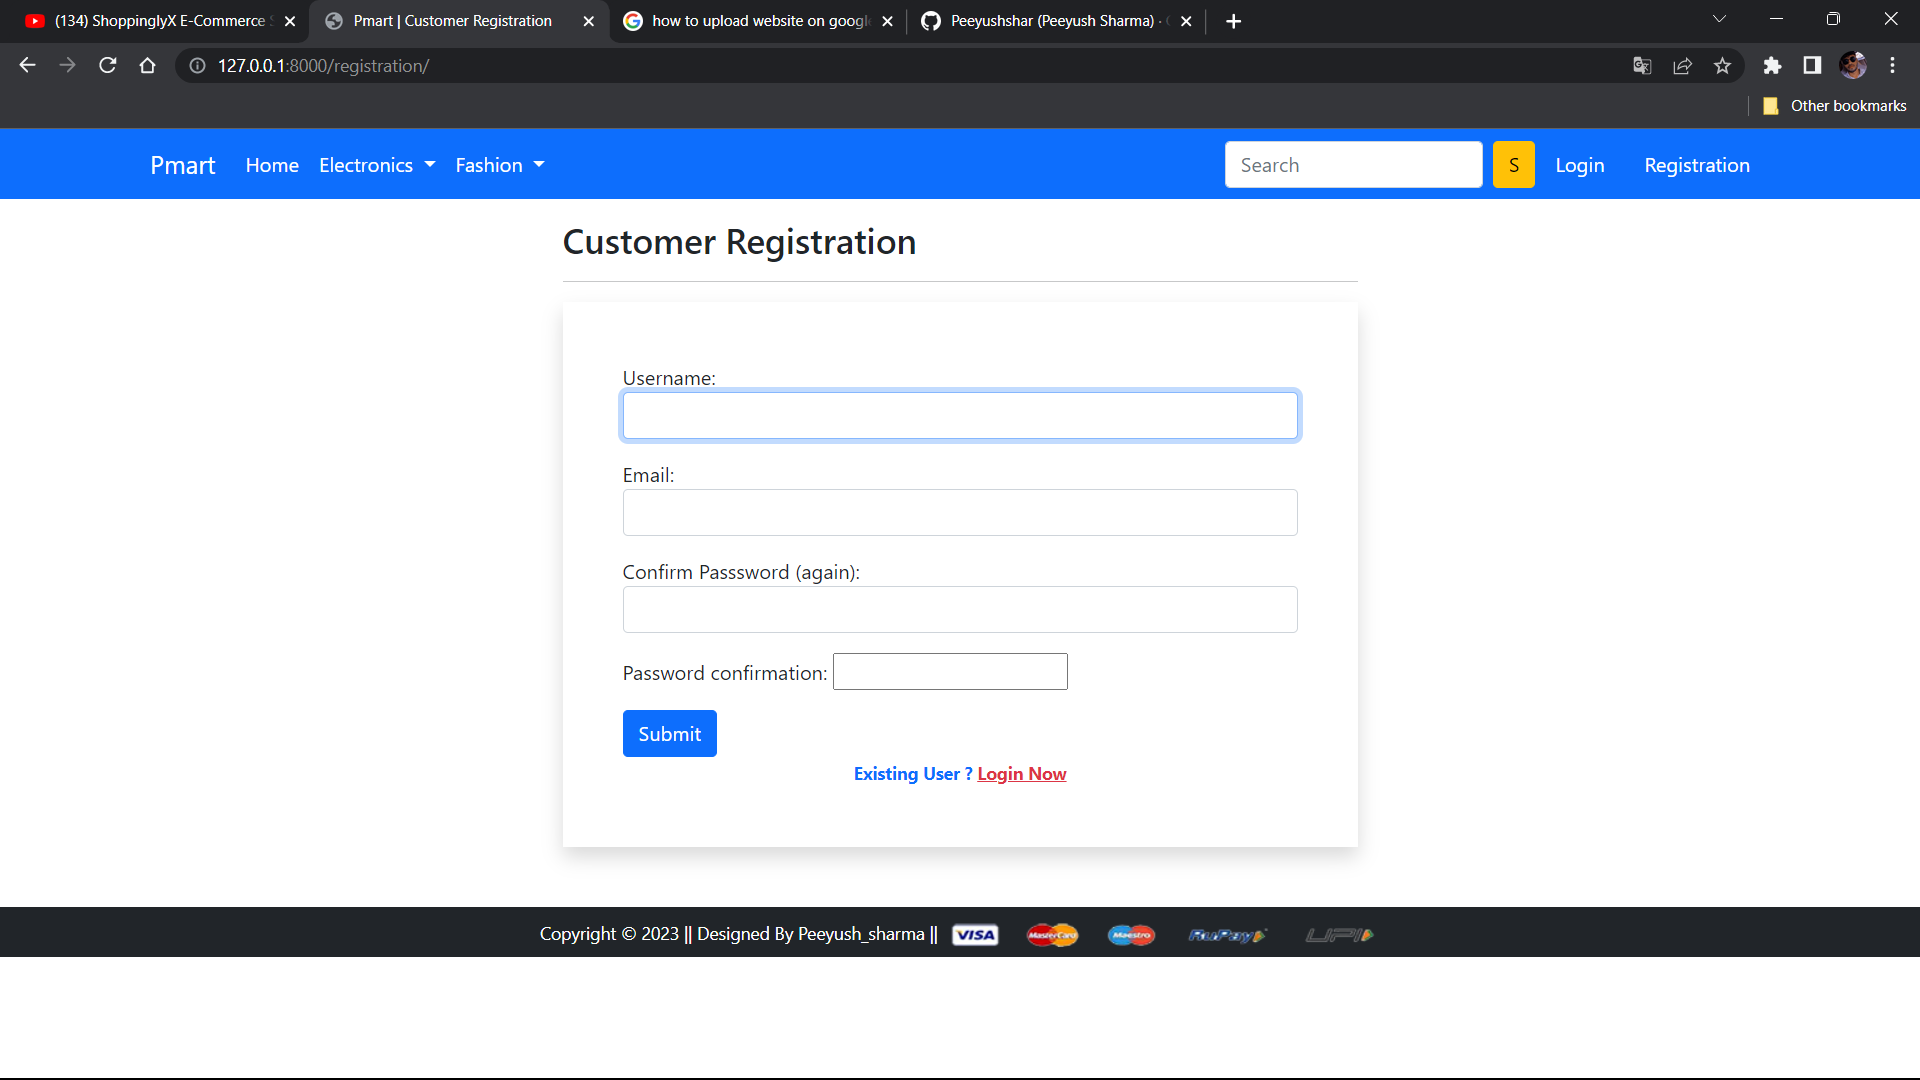 (134) ShoppinglyX E-Commerce S
Pmart | Customer Registration
how to upload website on googl
Peeyushshar (Peeyush Sharma) ·
127.0.0.1:8000/registration/
Other bookmarks
Pmart Home Electronics Fashion Search S Login Registration
Customer Registration
Username:
Email:
Confirm Passsword (again):
Password confirmation:
Submit
Existing User ? Login Now
Copyright © 2023 || Designed By Peeyush_sharma || VISA MasterCard Maestro RuPay UPI